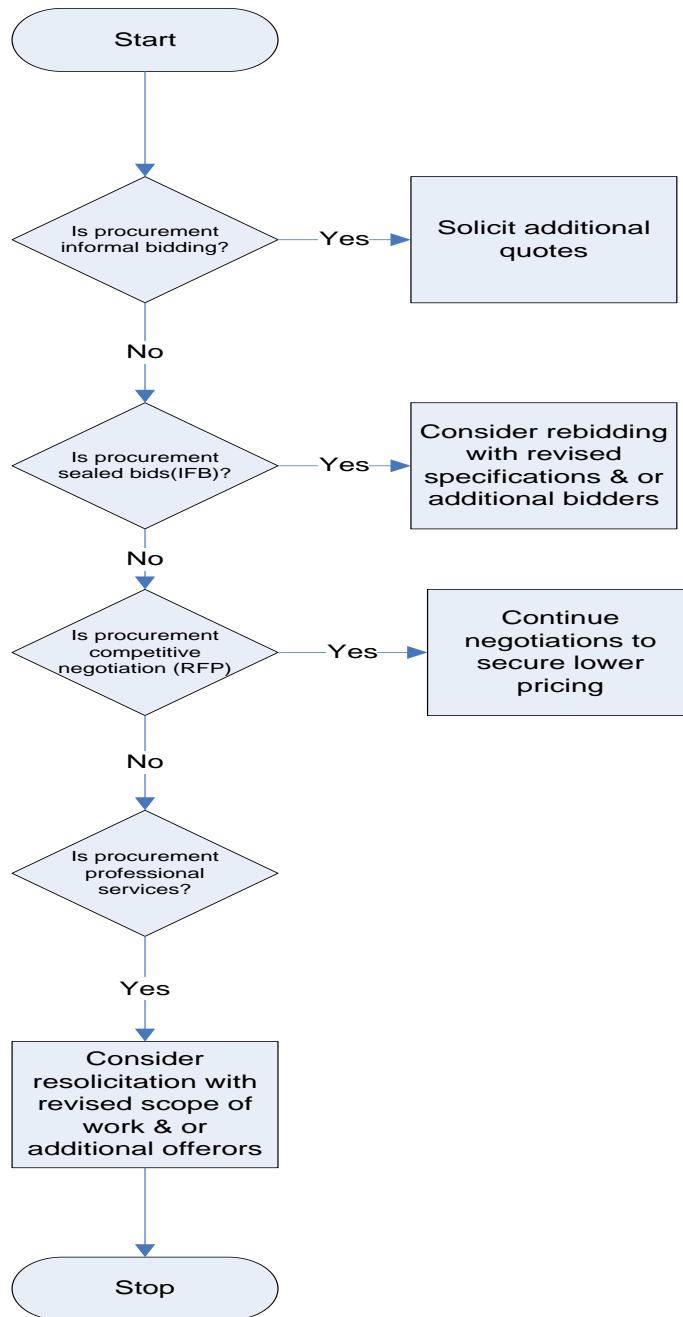 Start
Is procurement
informal bidding?
Yes
Solicit additional
quotes
No
Is procurement
sealed bids(IFB)?
Yes
Consider rebidding
with revised
specifications & or
additional bidders
No
Is procurement
competitive
negotiation (RFP)
Yes
Continue
negotiations to
secure lower
pricing
No
Is procurement
professional
services?
Yes
Consider
resolicitation with
revised scope of
work & or
additional offerors
Stop